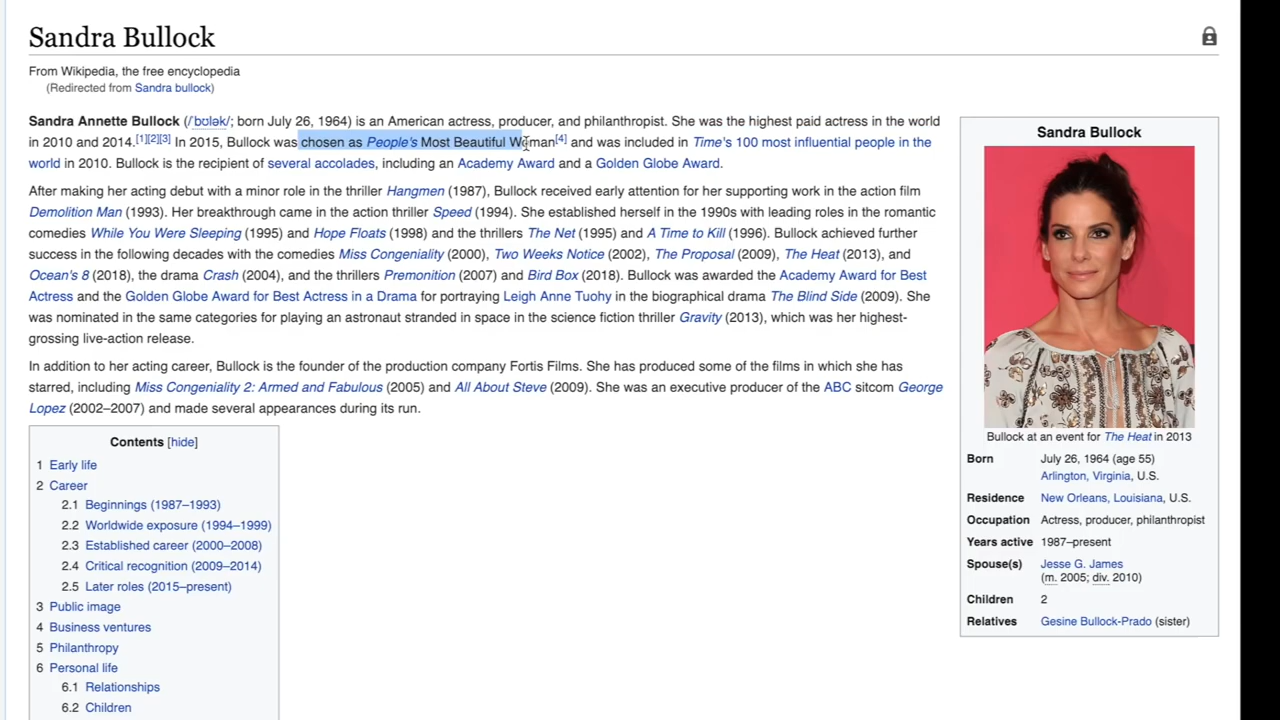 Sandra Bullock
From Wikipedia, the free encyclopedia
(Redirected from Sandra bullock)
Sandra Annette Bullock (/ˈbʊlək/; born July 26, 1964) is an American actress, producer, and philanthropist. She was the highest paid actress in the world
in 2010 and 2014.[1][2][3] In 2015, Bullock was chosen as People's Most Beautiful Woman[4] and was included in Time's 100 most influential people in the
world in 2010. Bullock is the recipient of several accolades, including an Academy Award and a Golden Globe Award.
After making her acting debut with a minor role in the thriller Hangmen (1987), Bullock received early attention for her supporting work in the action film
Demolition Man (1993). Her breakthrough came in the action thriller Speed (1994). She established herself in the 1990s with leading roles in the romantic
comedies While You Were Sleeping (1995) and Hope Floats (1998) and the thrillers The Net (1995) and A Time to Kill (1996). Bullock achieved further
success in the following decades with the comedies Miss Congeniality (2000), Two Weeks Notice (2002), The Proposal (2009), The Heat (2013), and
Ocean's 8 (2018), the drama Crash (2004), and the thrillers Premonition (2007) and Bird Box (2018). Bullock was awarded the Academy Award for Best
Actress and the Golden Globe Award for Best Actress in a Drama for portraying Leigh Anne Tuohy in the biographical drama The Blind Side (2009). She
was nominated in the same categories for playing an astronaut stranded in space in the science fiction thriller Gravity (2013), which was her highest-
grossing live-action release.
In addition to her acting career, Bullock is the founder of the production company Fortis Films. She has produced some of the films in which she has
starred, including Miss Congeniality 2: Armed and Fabulous (2005) and All About Steve (2009). She was an executive producer of the ABC sitcom George
Lopez (2002–2007) and made several appearances during its run.
Contents [hide]
1 Early life
2 Career
2.1 Beginnings (1987–1993)
2.2 Worldwide exposure (1994–1999)
2.3 Established career (2000–2008)
2.4 Critical recognition (2009–2014)
2.5 Later roles (2015–present)
3 Public image
4 Business ventures
5 Philanthropy
6 Personal life
6.1 Relationships
6.2 Children
Sandra Bullock
Bullock at an event for The Heat in 2013
Born July 26, 1964 (age 55)
Arlington, Virginia, U.S.
Residence New Orleans, Louisiana, U.S.
Occupation Actress, producer, philanthropist
Years active 1987–present
Spouse(s) Jesse G. James
(m. 2005; div. 2010)
Children 2
Relatives Gesine Bullock-Prado (sister)